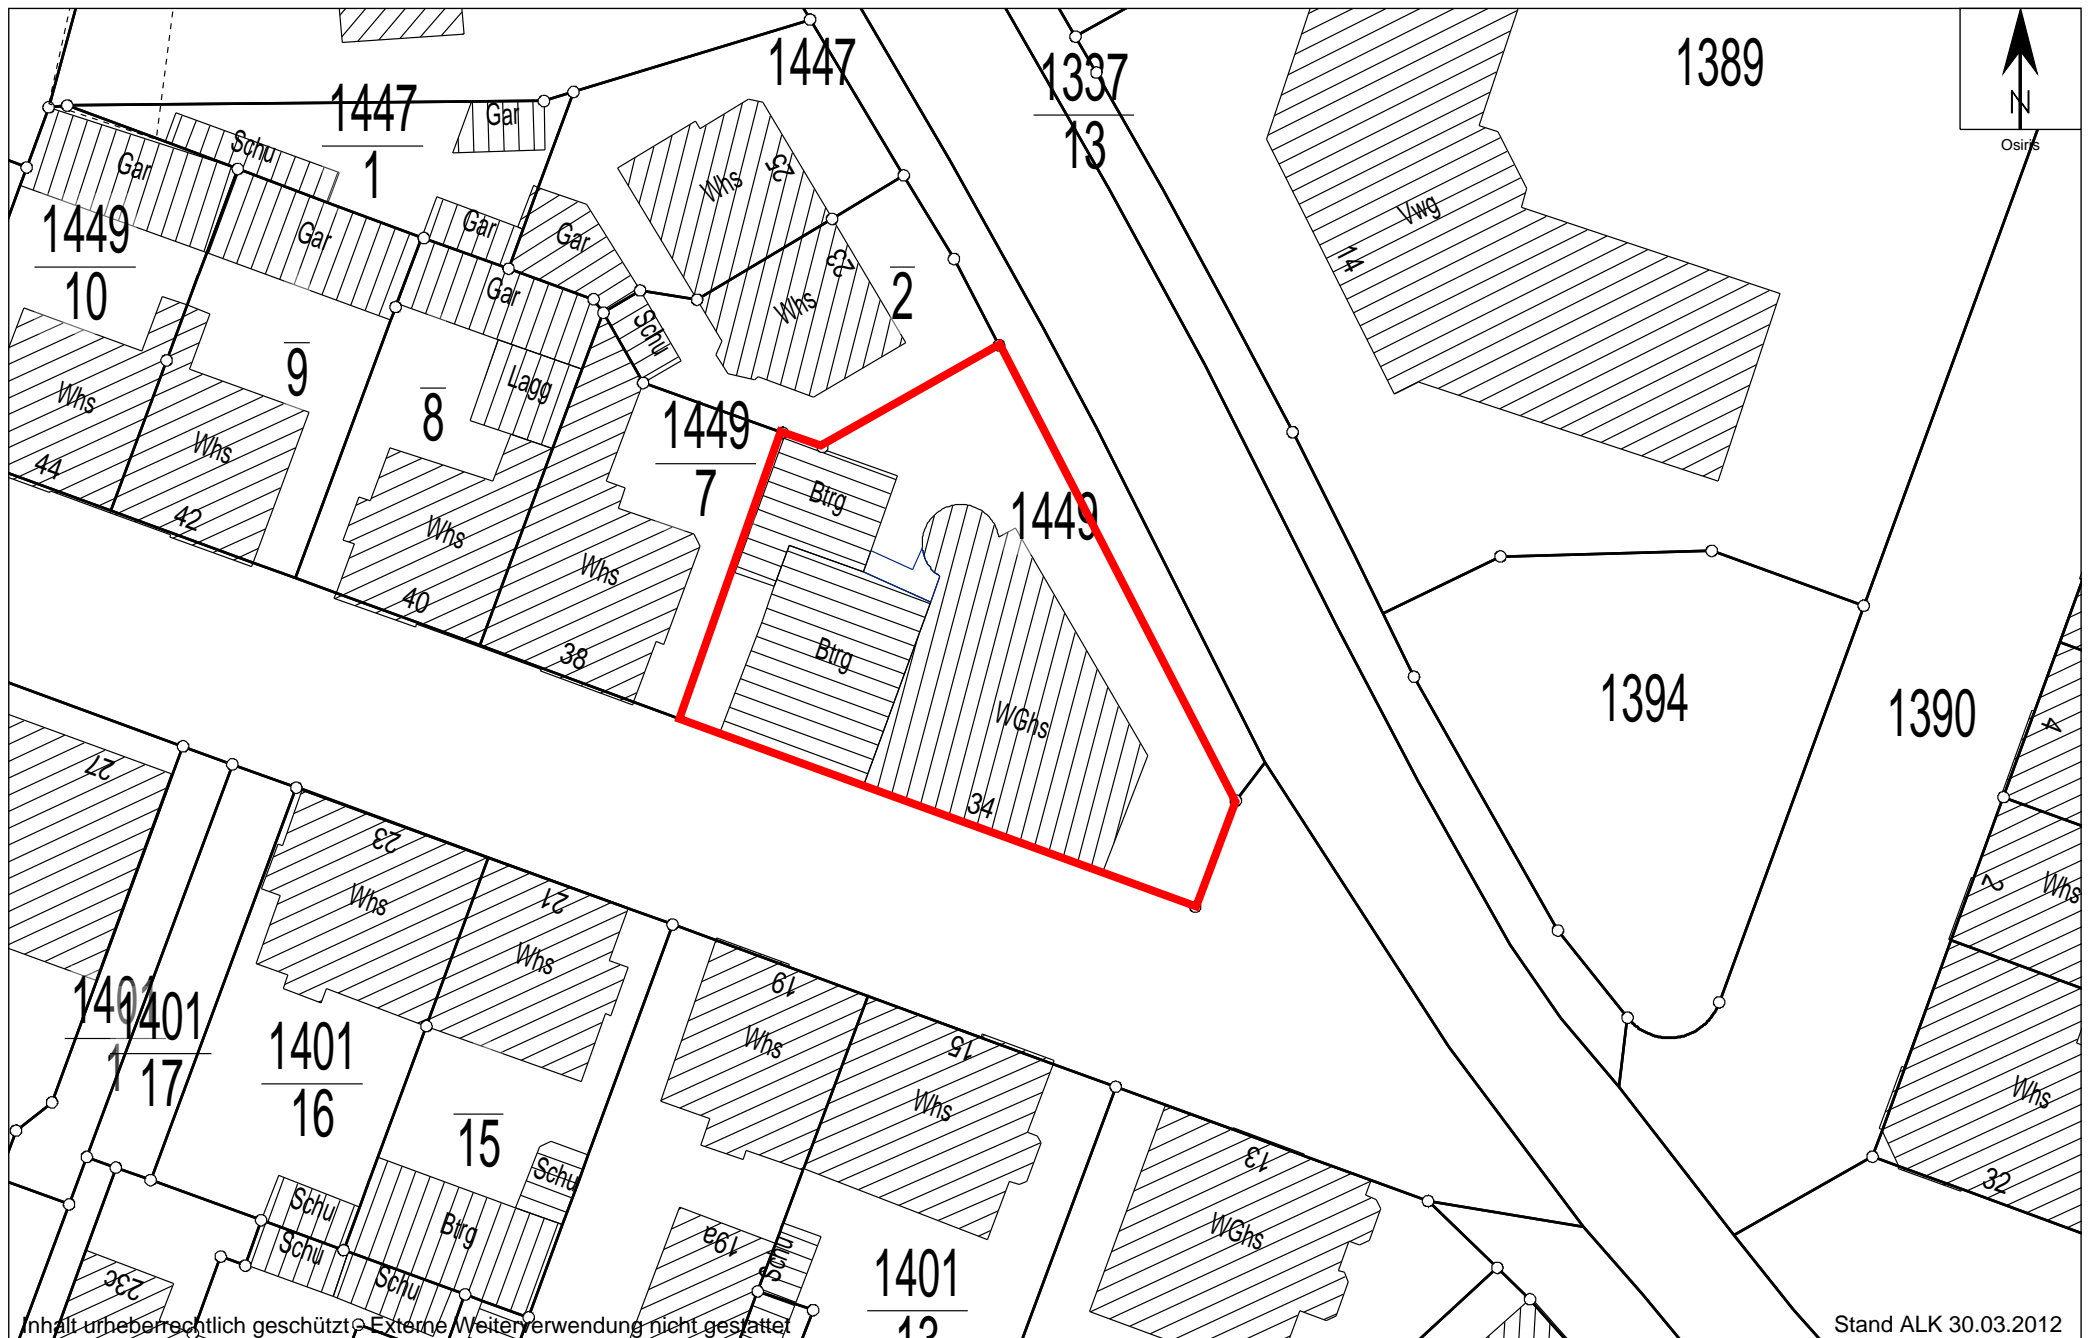 1447
1337
13
1389
N
Osiris
1447
1
Gar
Schu
Gar
Whs
25
1449
10
Gar
Gar
Gar
Gar
Vwg
14
23
Whs
2
Schu
9
8
Lagg
Whs
Whs
44
42
1449
7
Btrg
1449
Whs
40
Whs
38
Btrg
WGhs
34
1394
1390
4
2
Whs
27
23
Whs
21
Whs
1401
1
1401
17
1401
16
15
19
Whs
15
Whs
Whs
32
13
WGhs
Schu
Schu
Schu
Btrg
Schu
19a
Schu
23c
1401
13
Inhalt urheberrechtlich geschützt - Externe Weiterverwendung nicht gestattet
Stand ALK 30.03.2012